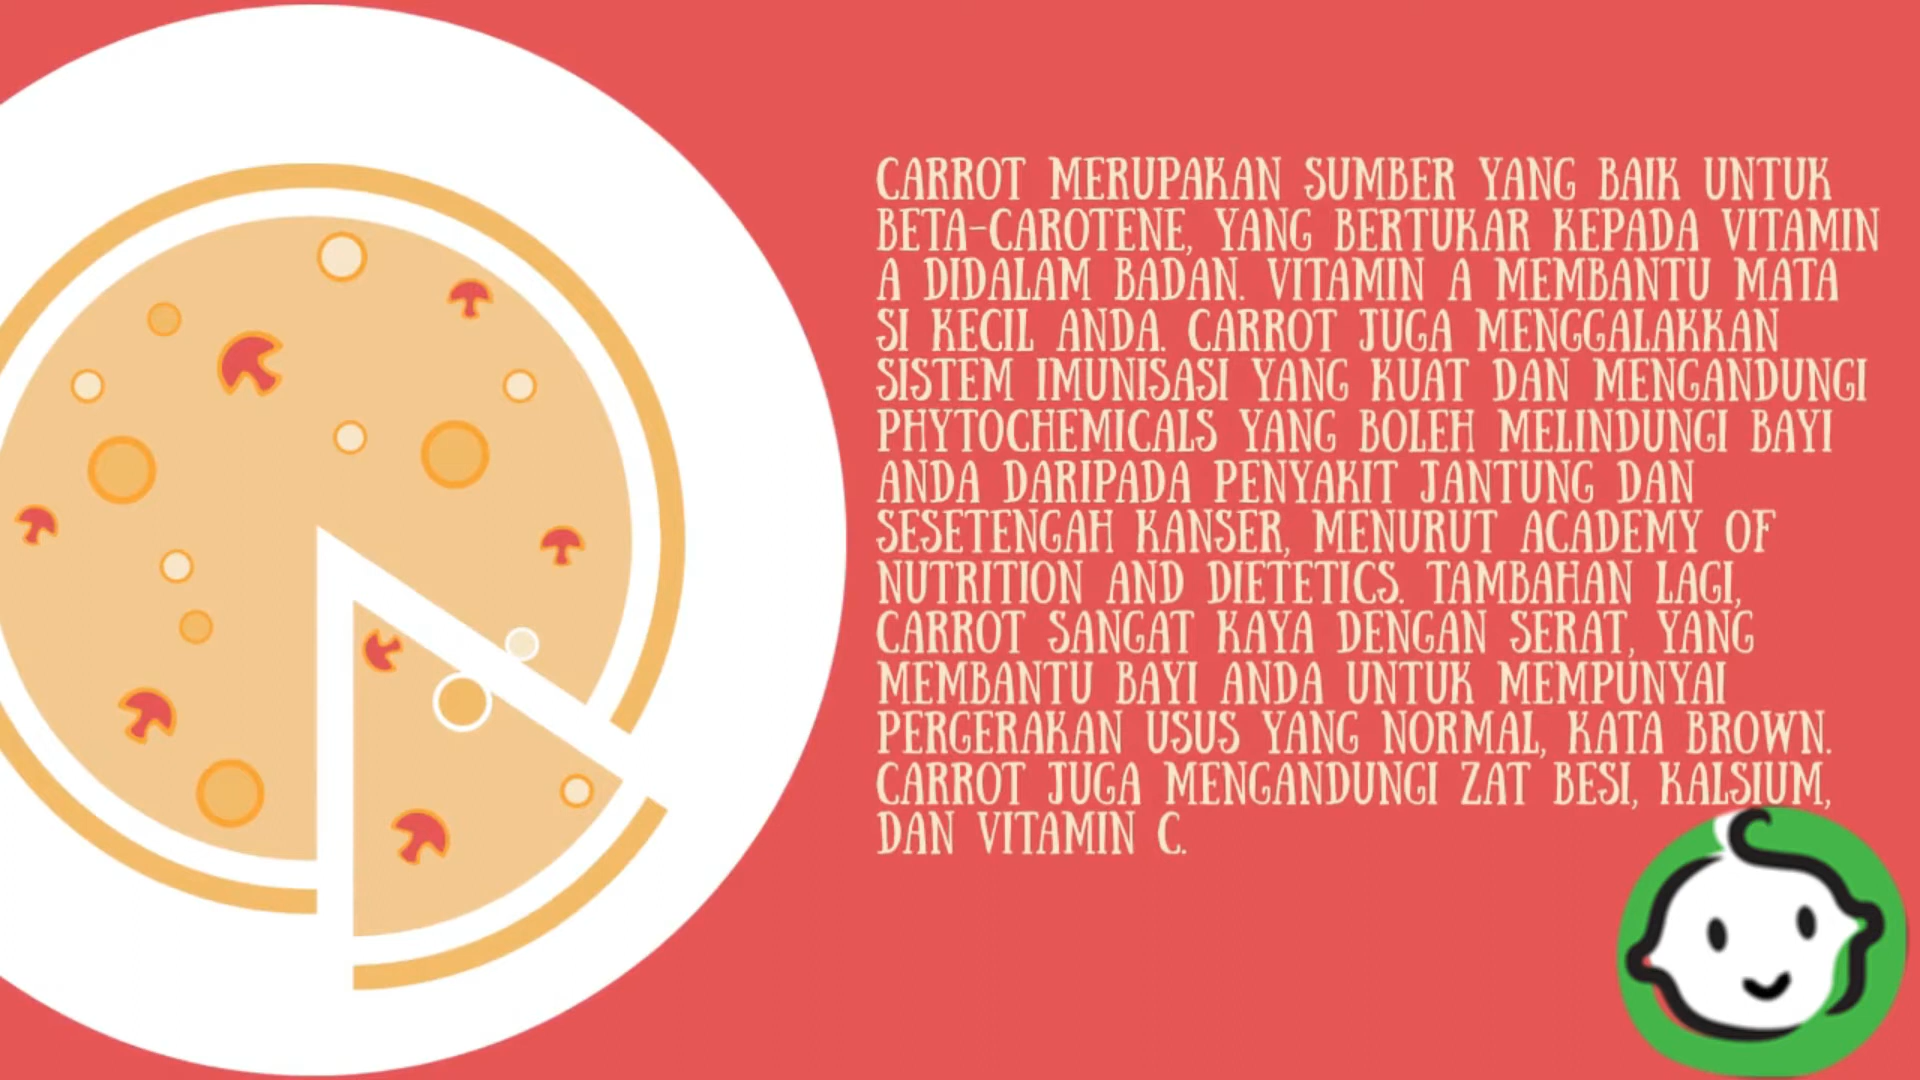 CARROT MERUPAKAN SUMBER YANG BAIK UNTUK
BETA-CAROTENE, YANG BERTUKAR KEPADA VITAMIN
A DIDALAM BADAN. VITAMIN A MEMBANTU MATA
SI KECIL ANDA. CARROT JUGA MENGGALAKKAN
SISTEM IMUNISASI YANG KUAT DAN MENGANDUNGI
PHYTOCHEMICALS YANG BOLEH MELINDUNGI BAYI
ANDA DARIPADA PENYAKIT JANTUNG DAN
SESETENGAH KANSER, MENURUT ACADEMY OF
NUTRITION AND DIETETICS. TAMBAHAN LAGI,
CARROT SANGAT KAYA DENGAN SERAT, YANG
MEMBANTU BAYI ANDA UNTUK MEMPUNYAI
PERGERAKAN USUS YANG NORMAL, KATA BROWN.
CARROT JUGA MENGANDUNGI ZAT BESI, KALSIUM,
DAN VITAMIN C.